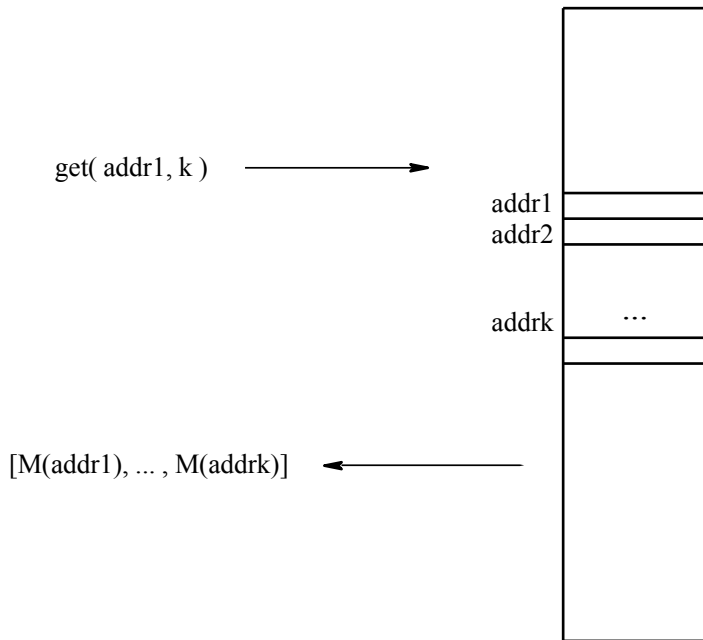 get( addr1, k )
addr1
addr2
addrk
...
[M(addr1), ... , M(addrk)]